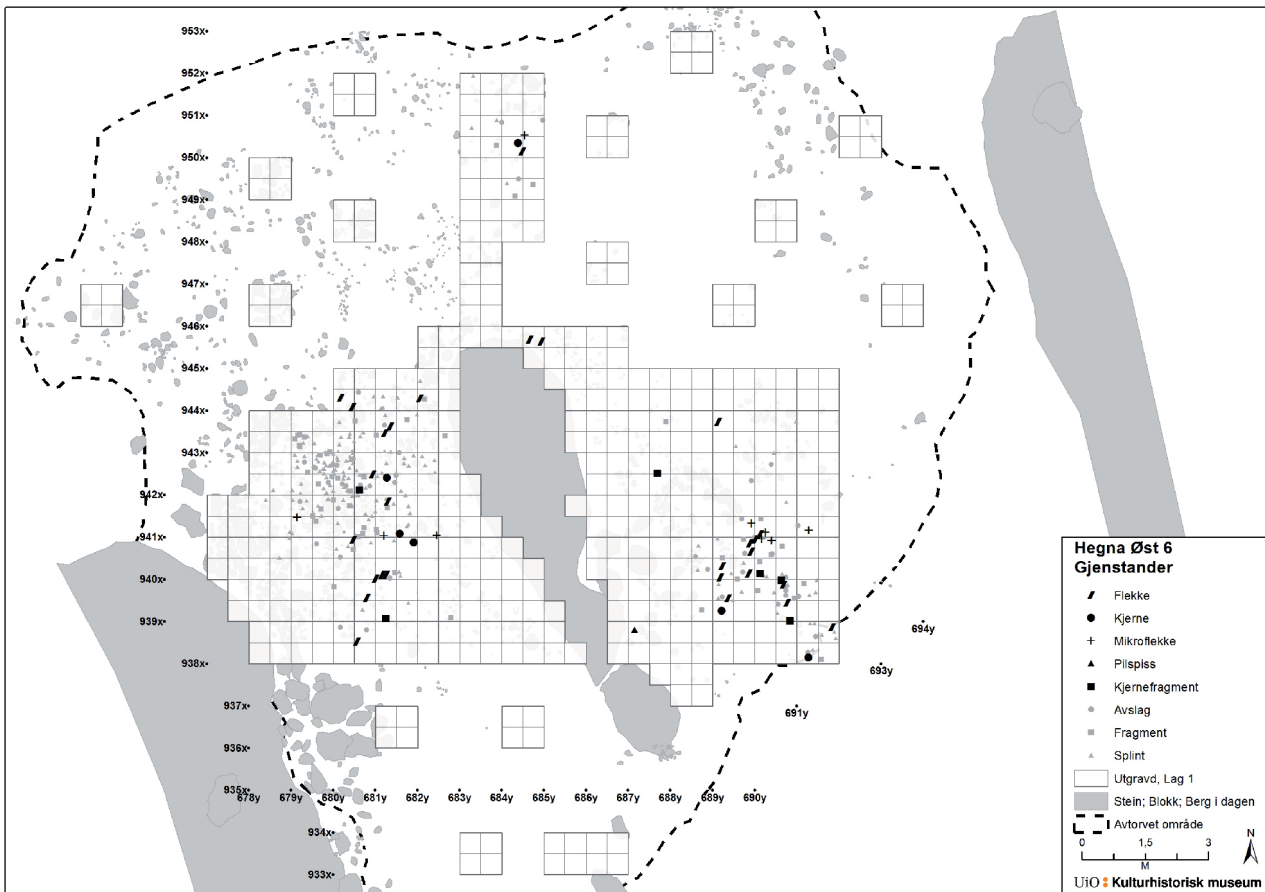 953x
952x
951x
950x
949x
948x
947x
946x
945x
944x
943x
942x
941x
940x
939x
938x
937x
936x
935x
934x
933x
678y
679y
680y
681y
682y
683y
684y
685y
686y
687y
688y
689y
690y
691y
693y
694y
Hegna Øst 6
Gjenstander
Flekke
Kjerne
Mikroflekke
Pilspiss
Kjernefragment
Avslag
Fragment
Splint
Utgravd, Lag 1
Stein; Blokk; Berg i dagen
Avtorvet område
0 1,5 3
M
N
UiO Kulturhistorisk museum